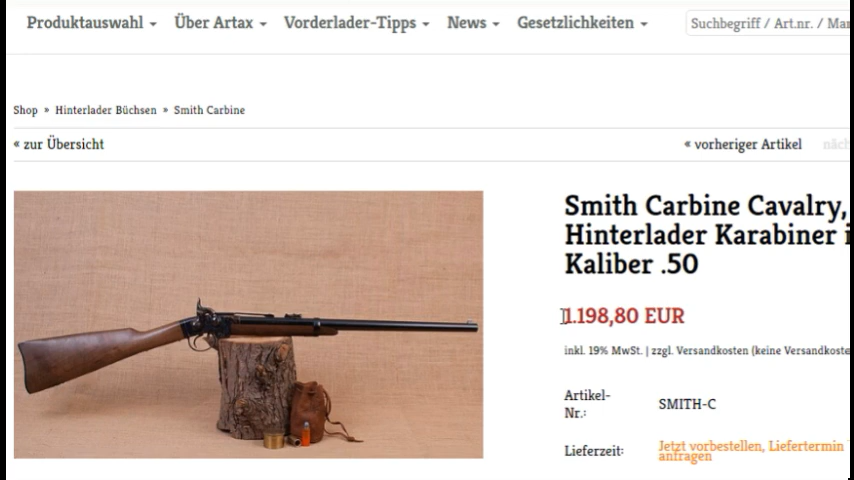 Produktauswahl Über Artax Vorderlader-Tipps News Gesetzlichkeiten Suchbegriff / Art.nr. / Mar
Shop » Hinterlader Büchsen » Smith Carbine
« zur Übersicht « vorheriger Artikel näch
Smith Carbine Cavalry,
Hinterlader Karabiner i
Kaliber .50
1.198,80 EUR
inkl. 19% MwSt. | zzgl. Versandkosten (keine Versandkoste
Artikel-
Nr.: SMITH-C
Lieferzeit: Jetzt vorbestellen, Liefertermin
anfragen